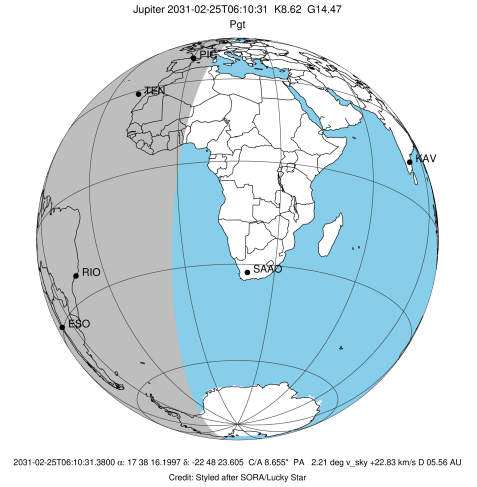 Jupiter 2031-02-25T06:10:31 K8.62 G14.47
Pgt
PIC
TEN
KAV
SAAO
RIO
ESO
2031-02-25T06:10:31.3800 α: 17 38 16.1997 δ: -22 48 23.605 C/A 8.655" PA 2.21 deg v_sky +22.83 km/s D 05.56 AU
Credit: Styled after SORA/Lucky Star